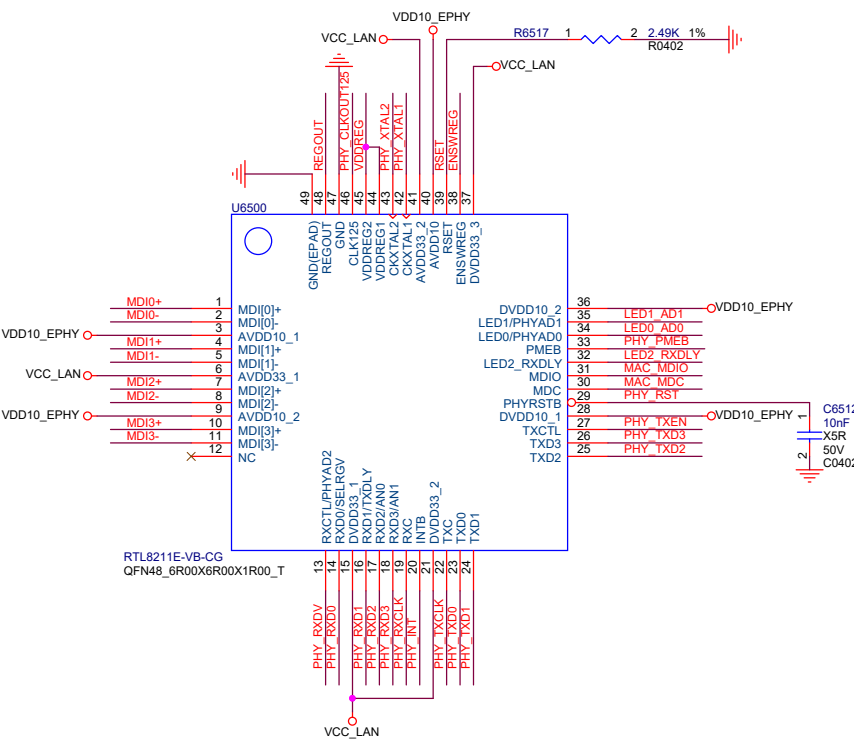 VDD10_EPHY
VCC_LAN
R6517 1 2 2.49K 1%
R0402
VCC_LAN
REGOUT
PHY_CLKOUT125
VDDREG
PHY_XTAL2
PHY_XTAL1
RSET
ENSWREG
49
48
47
46
45
44
43
42
41
40
39
38
37
U6500
GND(EPAD)
REGOUT
GND
CLK125
VDDREG2
VDDREG1
CKXTAL2
CKXTAL1
AVDD33_2
AVDD10
RSET
ENSWREG
DVDD33_3
MDI0+ 1 MDI[0]+
MDI0- 2 MDI[0]-
VDD10_EPHY 3 AVDD10_1
MDI1+ 4 MDI[1]+
MDI1- 5 MDI[1]-
VCC_LAN 6 AVDD33_1
MDI2+ 7 MDI[2]+
MDI2- 8 MDI[2]-
VDD10_EPHY 9 AVDD10_2
MDI3+ 10 MDI[3]+
MDI3- 11 MDI[3]-
12 NC
DVDD10_2 36 VDD10_EPHY
LED1/PHYAD1 35 LED1_AD1
LED0/PHYAD0 34 LED0_AD0
PMEB 33 PHY_PMEB
LED2_RXDLY 32 LED2_RXDLY
MDIO 31 MAC_MDIO
MDC 30 MAC_MDC
PHYRSTB 29 PHY_RST
DVDD10_1 28 VDD10_EPHY
TXCTL 27 PHY_TXEN
TXD3 26 PHY_TXD3
TXD2 25 PHY_TXD2
1
2
C6512
10nF
X5R
50V
C0402
RXCTL/PHYAD2
RXD0/SELRGV
DVDD33_1
RXD1/TXDLY
RXD2/AN0
RXD3/AN1
RXC
INTB
DVDD33_2
TXC
TXD0
TXD1
RTL8211E-VB-CG
QFN48_6R00X6R00X1R00_T
13
14
15
16
17
18
19
20
21
22
23
24
PHY_RXDV
PHY_RXD0
PHY_RXD1
PHY_RXD2
PHY_RXD3
PHY_RXCLK
PHY_INT
PHY_TXCLK
PHY_TXD0
PHY_TXD1
VCC_LAN